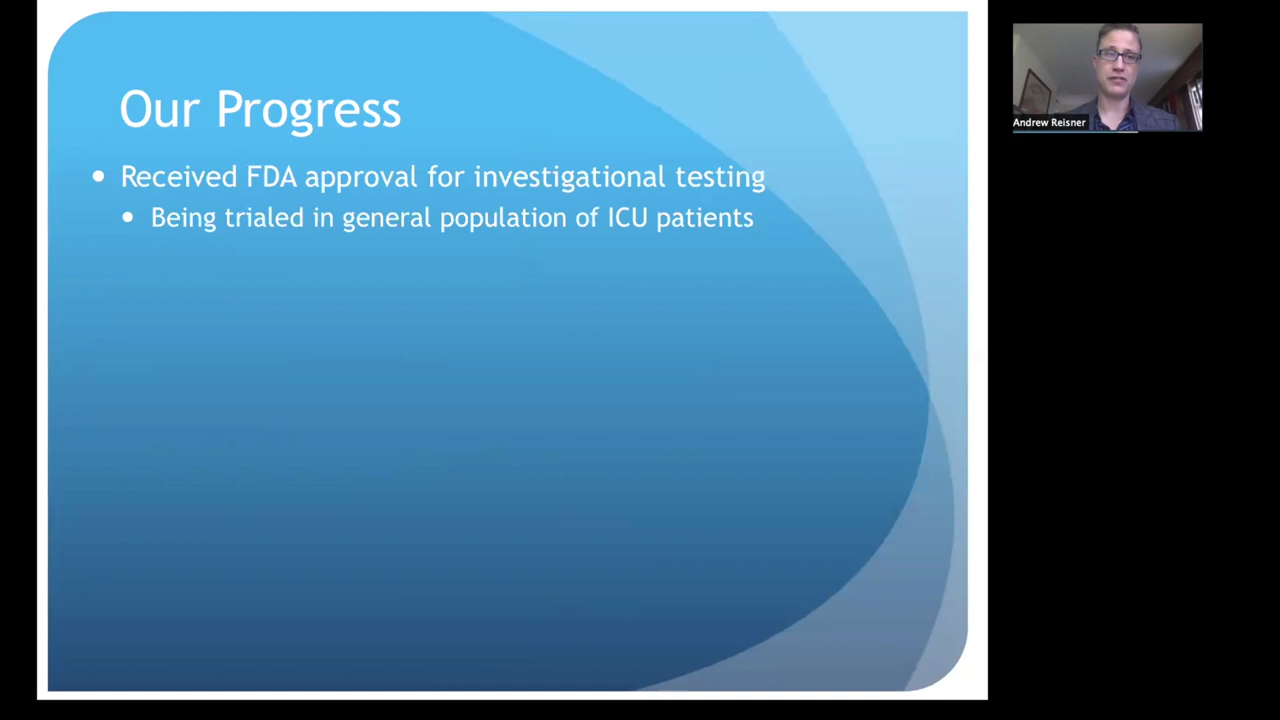 Our Progress
Received FDA approval for investigational testing
Being trialed in general population of ICU patients
Andrew Reisner